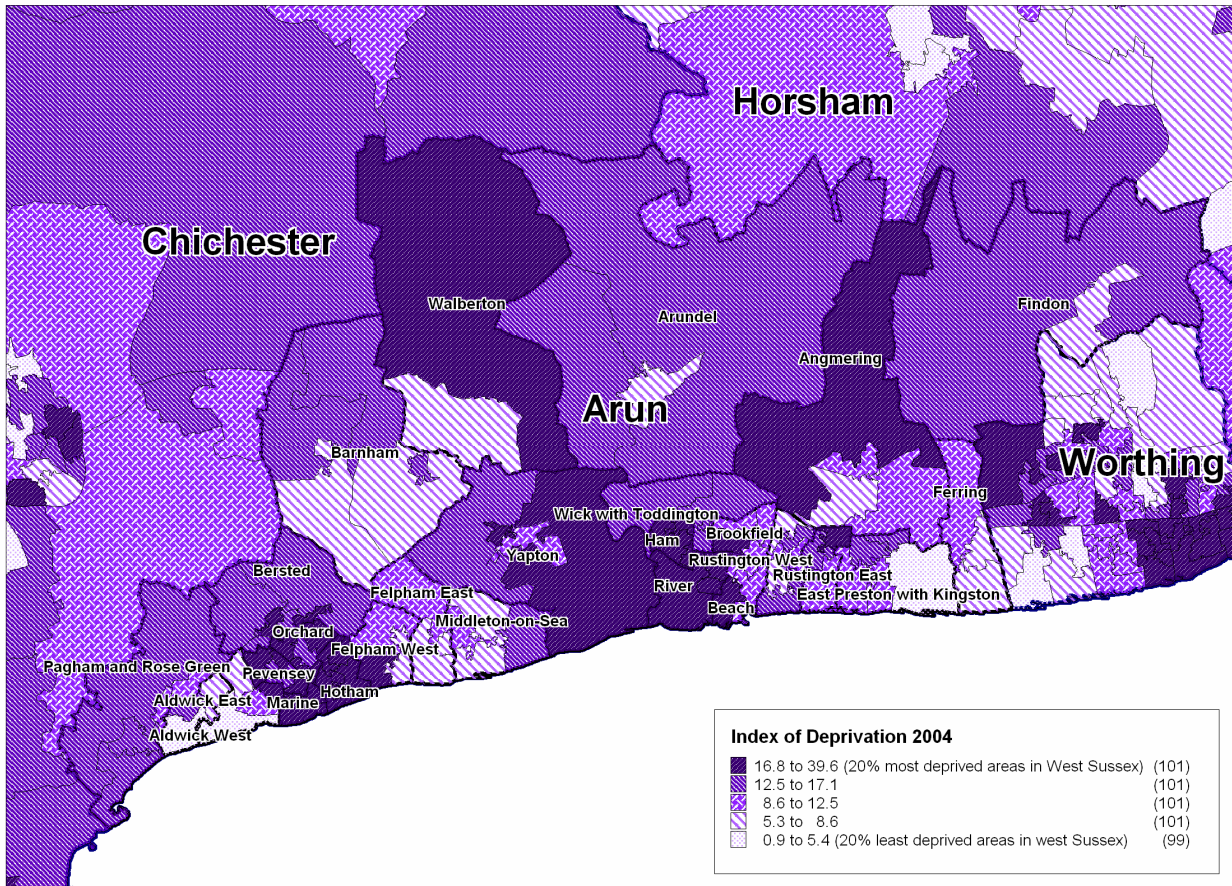 Horsham
Chichester
Walberton
Arundel
Findon
Angmering
Arun
Barnham
Worthing
Ferring
Wick with Toddington
Ham
Brookfield
Yapton
Rustington West
Bersted
Rustington East
River
Felpham East
East Preston with Kingston
Beach
Middleton-on-Sea
Orchard
Felpham West
Pagham and Rose Green
Pevensey
Hotham
Aldwick East
Marine
Aldwick West
Index of Deprivation 2004
16.8 to 39.6 (20% most deprived areas in West Sussex) (101)
12.5 to 17.1 (101)
8.6 to 12.5 (101)
5.3 to 8.6 (101)
0.9 to 5.4 (20% least deprived areas in west Sussex) (99)